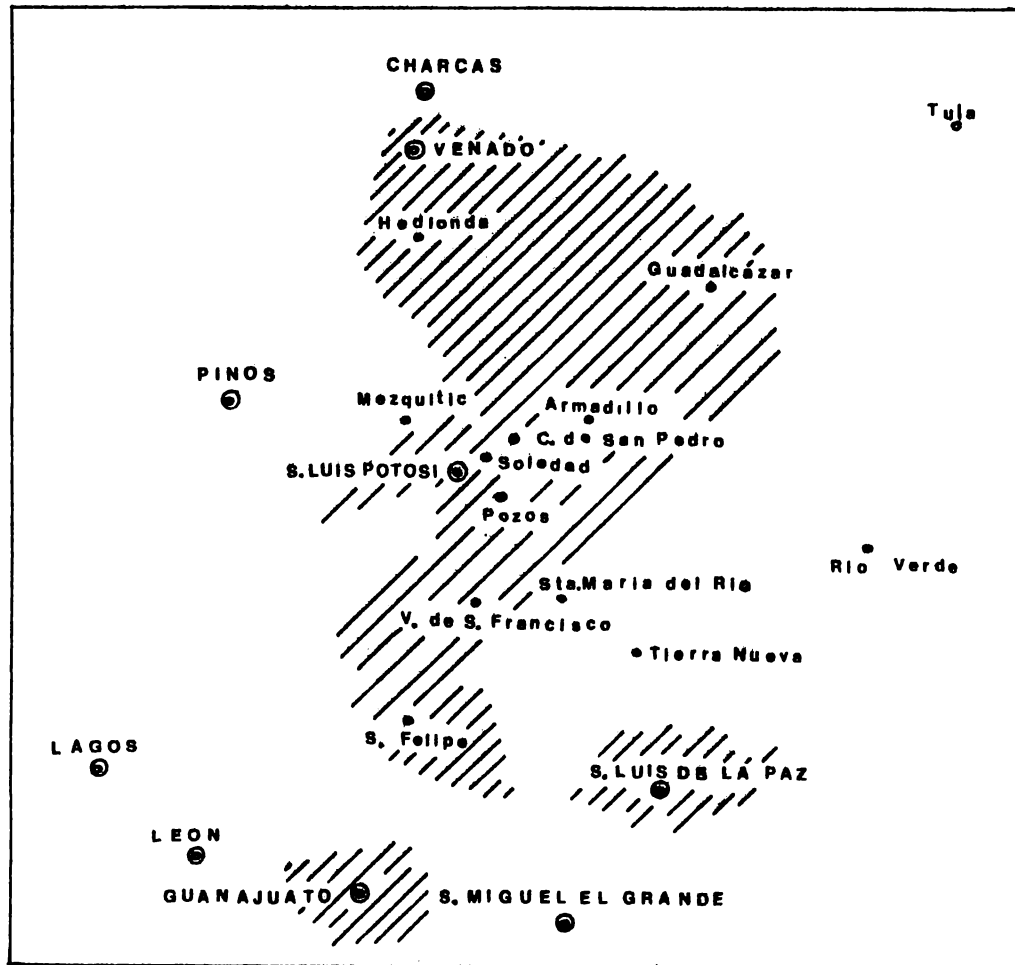 CHARCAS
Tula
VENADO
Hedionda
Guadalcázar
PINOS
Mezquitic
Armadillo
C. de San Pedro
S. LUIS POTOSI
Soledad
Pozos
Rio Verde
Sta. Maria del Rio
V. de S. Francisco
Tierra Nueva
S. Felipe
LAGOS
S. LUIS DE LA PAZ
LEON
GUANAJUATO
S. MIGUEL EL GRANDE